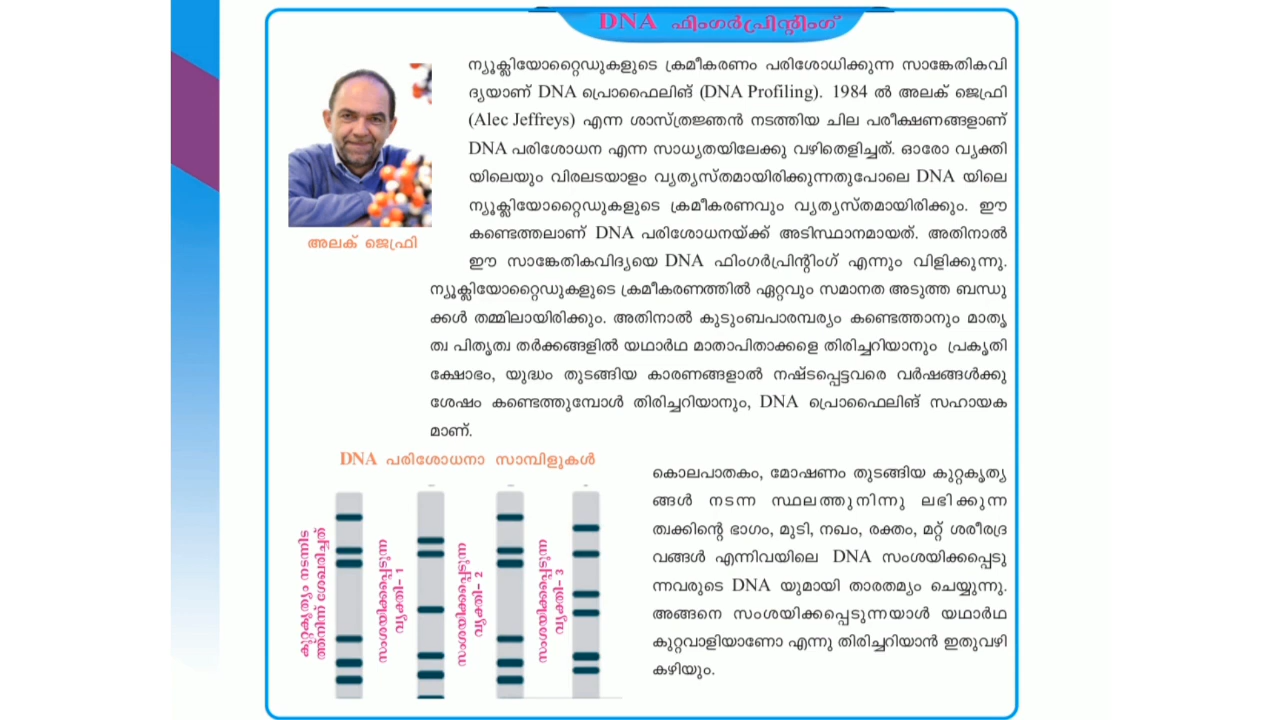 DNA ഫിംഗർപ്രിന്റിംഗ്
ന്യൂക്ലിയോറ്റൈഡുകളുടെ ക്രമീകരണം പരിശോധിക്കുന്ന സാങ്കേതികവി
ദ്യയാണ് DNA പ്രൊഫൈലിങ് (DNA Profiling). 1984 ൽ അലക് ജെഫ്രി
(Alec Jeffreys) എന്ന ശാസ്ത്രജ്ഞൻ നടത്തിയ ചില പരീക്ഷണങ്ങളാണ്
DNA പരിശോധന എന്ന സാധ്യതയിലേക്കു വഴിതെളിച്ചത്. ഓരോ വ്യക്തി
യിലെയും വിരലടയാളം വ്യത്യസ്തമായിരിക്കുന്നതുപോലെ DNA യിലെ
ന്യൂക്ലിയോറ്റൈഡുകളുടെ ക്രമീകരണവും വ്യത്യസ്തമായിരിക്കും. ഈ
കണ്ടെത്തലാണ് DNA പരിശോധനയ്ക്ക് അടിസ്ഥാനമായത്. അതിനാൽ
ഈ സാങ്കേതികവിദ്യയെ DNA ഫിംഗർപ്രിന്റിംഗ് എന്നും വിളിക്കുന്നു.
ന്യൂക്ലിയോറ്റൈഡുകളുടെ ക്രമീകരണത്തിൽ ഏറ്റവും സമാനത അടുത്ത ബന്ധു
ക്കൾ തമ്മിലായിരിക്കും. അതിനാൽ കുടുംബപാരമ്പര്യം കണ്ടെത്താനും മാതൃ
ത്വ പിതൃത്വ തർക്കങ്ങളിൽ യഥാർഥ മാതാപിതാക്കളെ തിരിച്ചറിയാനും പ്രകൃതി
ക്ഷോഭം, യുദ്ധം തുടങ്ങിയ കാരണങ്ങളാൽ നഷ്ടപ്പെട്ടവരെ വർഷങ്ങൾക്കു
ശേഷം കണ്ടെത്തുമ്പോൾ തിരിച്ചറിയാനും, DNA പ്രൊഫൈലിങ് സഹായക
മാണ്.
അലക് ജെഫ്രി
DNA പരിശോധനാ സാമ്പിളുകൾ
കുറ്റകൃത്യം നടന്നിട
ത്തിനിന്ന് ശേഖരിച്ചത്
സംശയിക്കപ്പെടുന്ന
വ്യക്തി- 1
സംശയിക്കപ്പെടുന്ന
വ്യക്തി- 2
സംശയിക്കപ്പെടുന്ന
വ്യക്തി- 3
കൊലപാതകം, മോഷണം തുടങ്ങിയ കുറ്റകൃത്യ
ങ്ങൾ നടന്ന സ്ഥലത്തുനിന്നു ലഭിക്കുന്ന
ത്വക്കിന്റെ ഭാഗം, മുടി, നഖം, രക്തം, മറ്റ് ശരീരദ്ര
വങ്ങൾ എന്നിവയിലെ DNA സംശയിക്കപ്പെടു
ന്നവരുടെ DNA യുമായി താരതമ്യം ചെയ്യുന്നു.
അങ്ങനെ സംശയിക്കപ്പെടുന്നയാൾ യഥാർഥ
കുറ്റവാളിയാണോ എന്നു തിരിച്ചറിയാൻ ഇതുവഴി
കഴിയും.